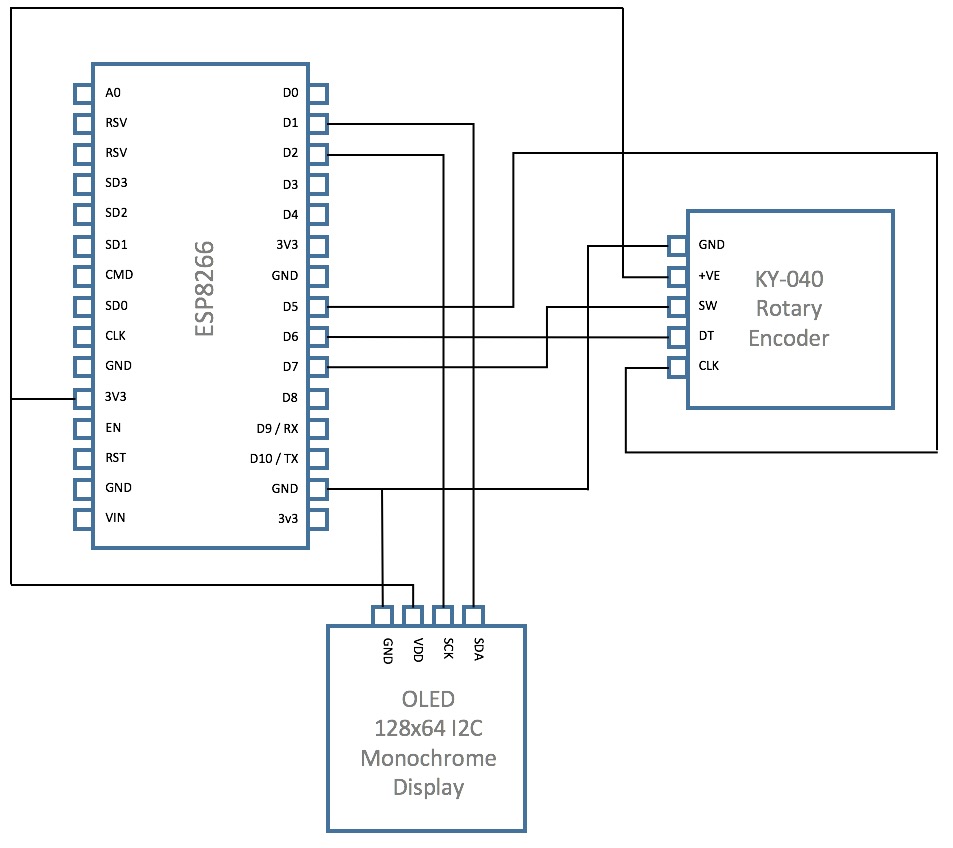 A0
RSV
RSV
SD3
SD2
SD1
CMD
SD0
CLK
GND
3V3
EN
RST
GND
VIN
ESP8266
D0
D1
D2
D3
D4
3V3
GND
D5
D6
D7
D8
D9 / RX
D10 / TX
GND
3v3
GND
+VE
SW
DT
CLK
KY-040
Rotary
Encoder
GND
VDD
SCK
SDA
OLED
128x64 I2C
Monochrome
Display